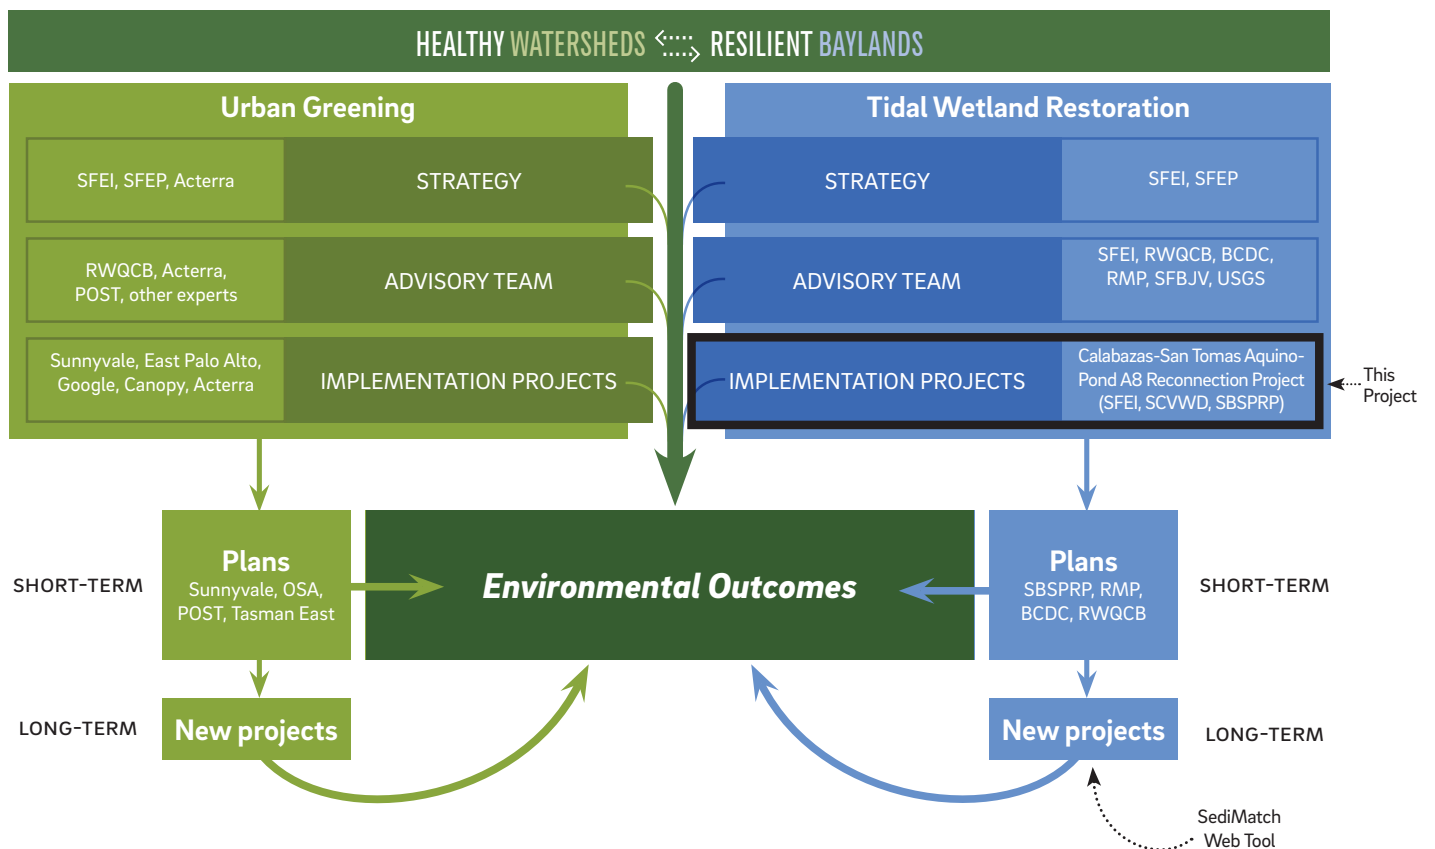 HEALTHY WATERSHEDS RESILIENT BAYLANDS
Urban Greening
SFEI, SFEP, Acterra
STRATEGY
RWQCB, Acterra,
POST, other experts
ADVISORY TEAM
Sunnyvale, East Palo Alto,
Google, Canopy, Acterra
IMPLEMENTATION PROJECTS
Tidal Wetland Restoration
STRATEGY
SFEI, SFEP
ADVISORY TEAM
SFEI, RWQCB, BCDC,
RMP, SFBJV, USGS
IMPLEMENTATION PROJECTS
Calabazas-San Tomas Aquino-
Pond A8 Reconnection Project
(SFEI, SCVWD, SBSPRP)
This
Project
SHORT-TERM
Plans
Sunnyvale, OSA,
POST, Tasman East
Environmental Outcomes
Plans
SBSPRP, RMP,
BCDC, RWQCB
SHORT-TERM
LONG-TERM
New projects
New projects
LONG-TERM
SediMatch
Web Tool